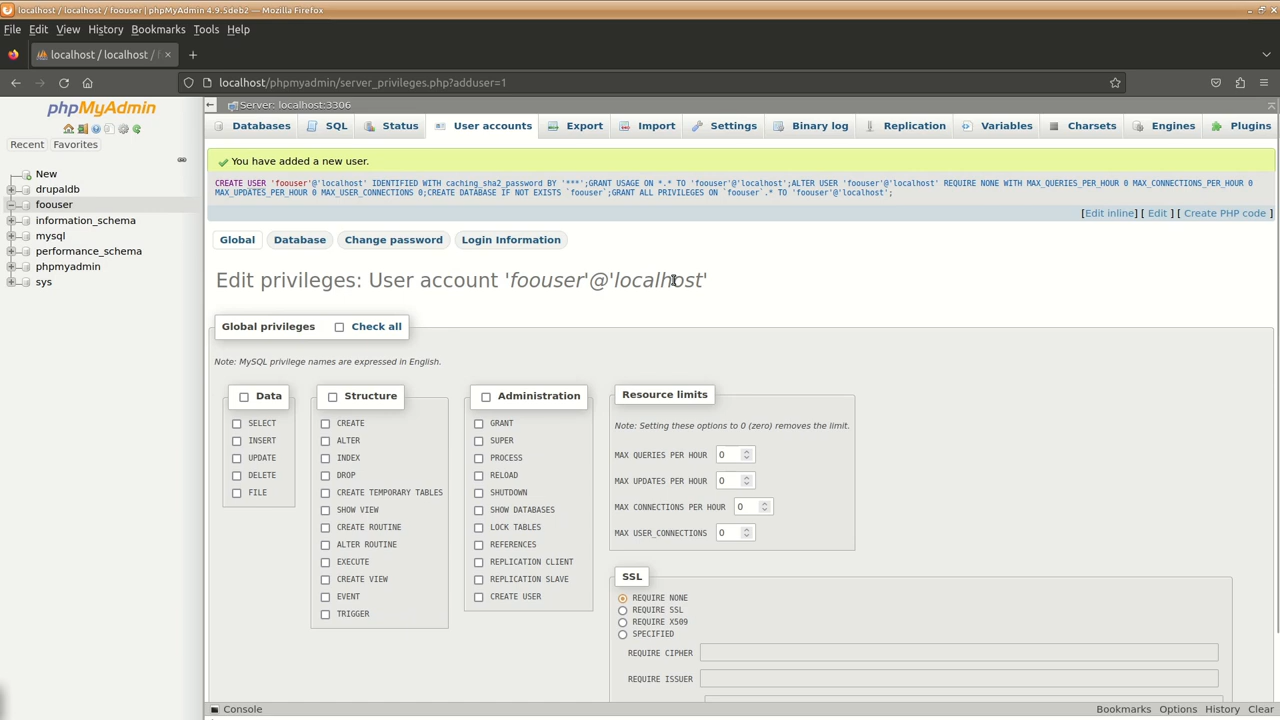 localhost / localhost / foouser | phpMyAdmin 4.9.5deb2 — Mozilla Firefox
File Edit View History Bookmarks Tools Help
localhost / localhost / f
localhost/phpmyadmin/server_privileges.php?adduser=1
phpMyAdmin
Recent Favorites
New
drupaldb
foouser
information_schema
mysql
performance_schema
phpmyadmin
sys
Server: localhost:3306
Databases SQL Status User accounts Export Import Settings Binary log Replication Variables Charsets Engines Plugins
You have added a new user.
CREATE USER 'foouser'@'localhost' IDENTIFIED WITH caching_sha2_password BY '***';GRANT USAGE ON *.* TO 'foouser'@'localhost';ALTER USER 'foouser'@'localhost' REQUIRE NONE WITH MAX_QUERIES_PER_HOUR 0 MAX_CONNECTIONS_PER_HOUR 0
MAX_UPDATES_PER_HOUR 0 MAX_USER_CONNECTIONS 0;CREATE DATABASE IF NOT EXISTS `foouser`;GRANT ALL PRIVILEGES ON `foouser`.* TO 'foouser'@'localhost';
[Edit inline] [ Edit ] [ Create PHP code ]
Global Database Change password Login Information
Edit privileges: User account 'foouser'@'localhost'
Global privileges Check all
Note: MySQL privilege names are expressed in English.
Data
SELECT
INSERT
UPDATE
DELETE
FILE
Structure
CREATE
ALTER
INDEX
DROP
CREATE TEMPORARY TABLES
SHOW VIEW
CREATE ROUTINE
ALTER ROUTINE
EXECUTE
CREATE VIEW
EVENT
TRIGGER
Administration
GRANT
SUPER
PROCESS
RELOAD
SHUTDOWN
SHOW DATABASES
LOCK TABLES
REFERENCES
REPLICATION CLIENT
REPLICATION SLAVE
CREATE USER
Resource limits
Note: Setting these options to 0 (zero) removes the limit.
MAX QUERIES PER HOUR 0
MAX UPDATES PER HOUR 0
MAX CONNECTIONS PER HOUR 0
MAX USER_CONNECTIONS 0
SSL
REQUIRE NONE
REQUIRE SSL
REQUIRE X509
SPECIFIED
REQUIRE CIPHER
REQUIRE ISSUER
Console Bookmarks Options History Clear